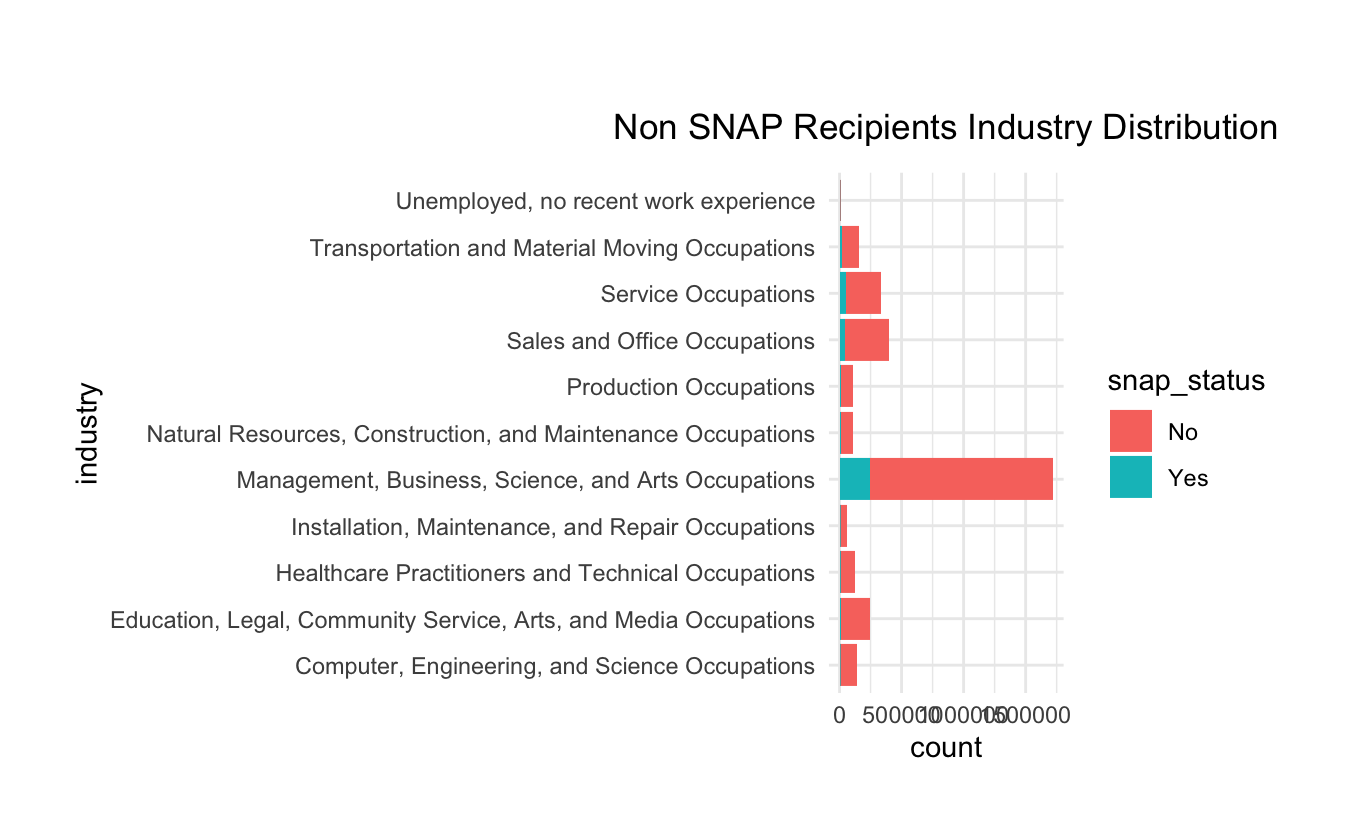 Non SNAP Recipients Industry Distribution
Unemployed, no recent work experience
Transportation and Material Moving Occupations
Service Occupations
Sales and Office Occupations
Production Occupations
Natural Resources, Construction, and Maintenance Occupations
Management, Business, Science, and Arts Occupations
Installation, Maintenance, and Repair Occupations
Healthcare Practitioners and Technical Occupations
Education, Legal, Community Service, Arts, and Media Occupations
Computer, Engineering, and Science Occupations
industry
0 500000 1000000 1500000
count
snap_status
No
Yes